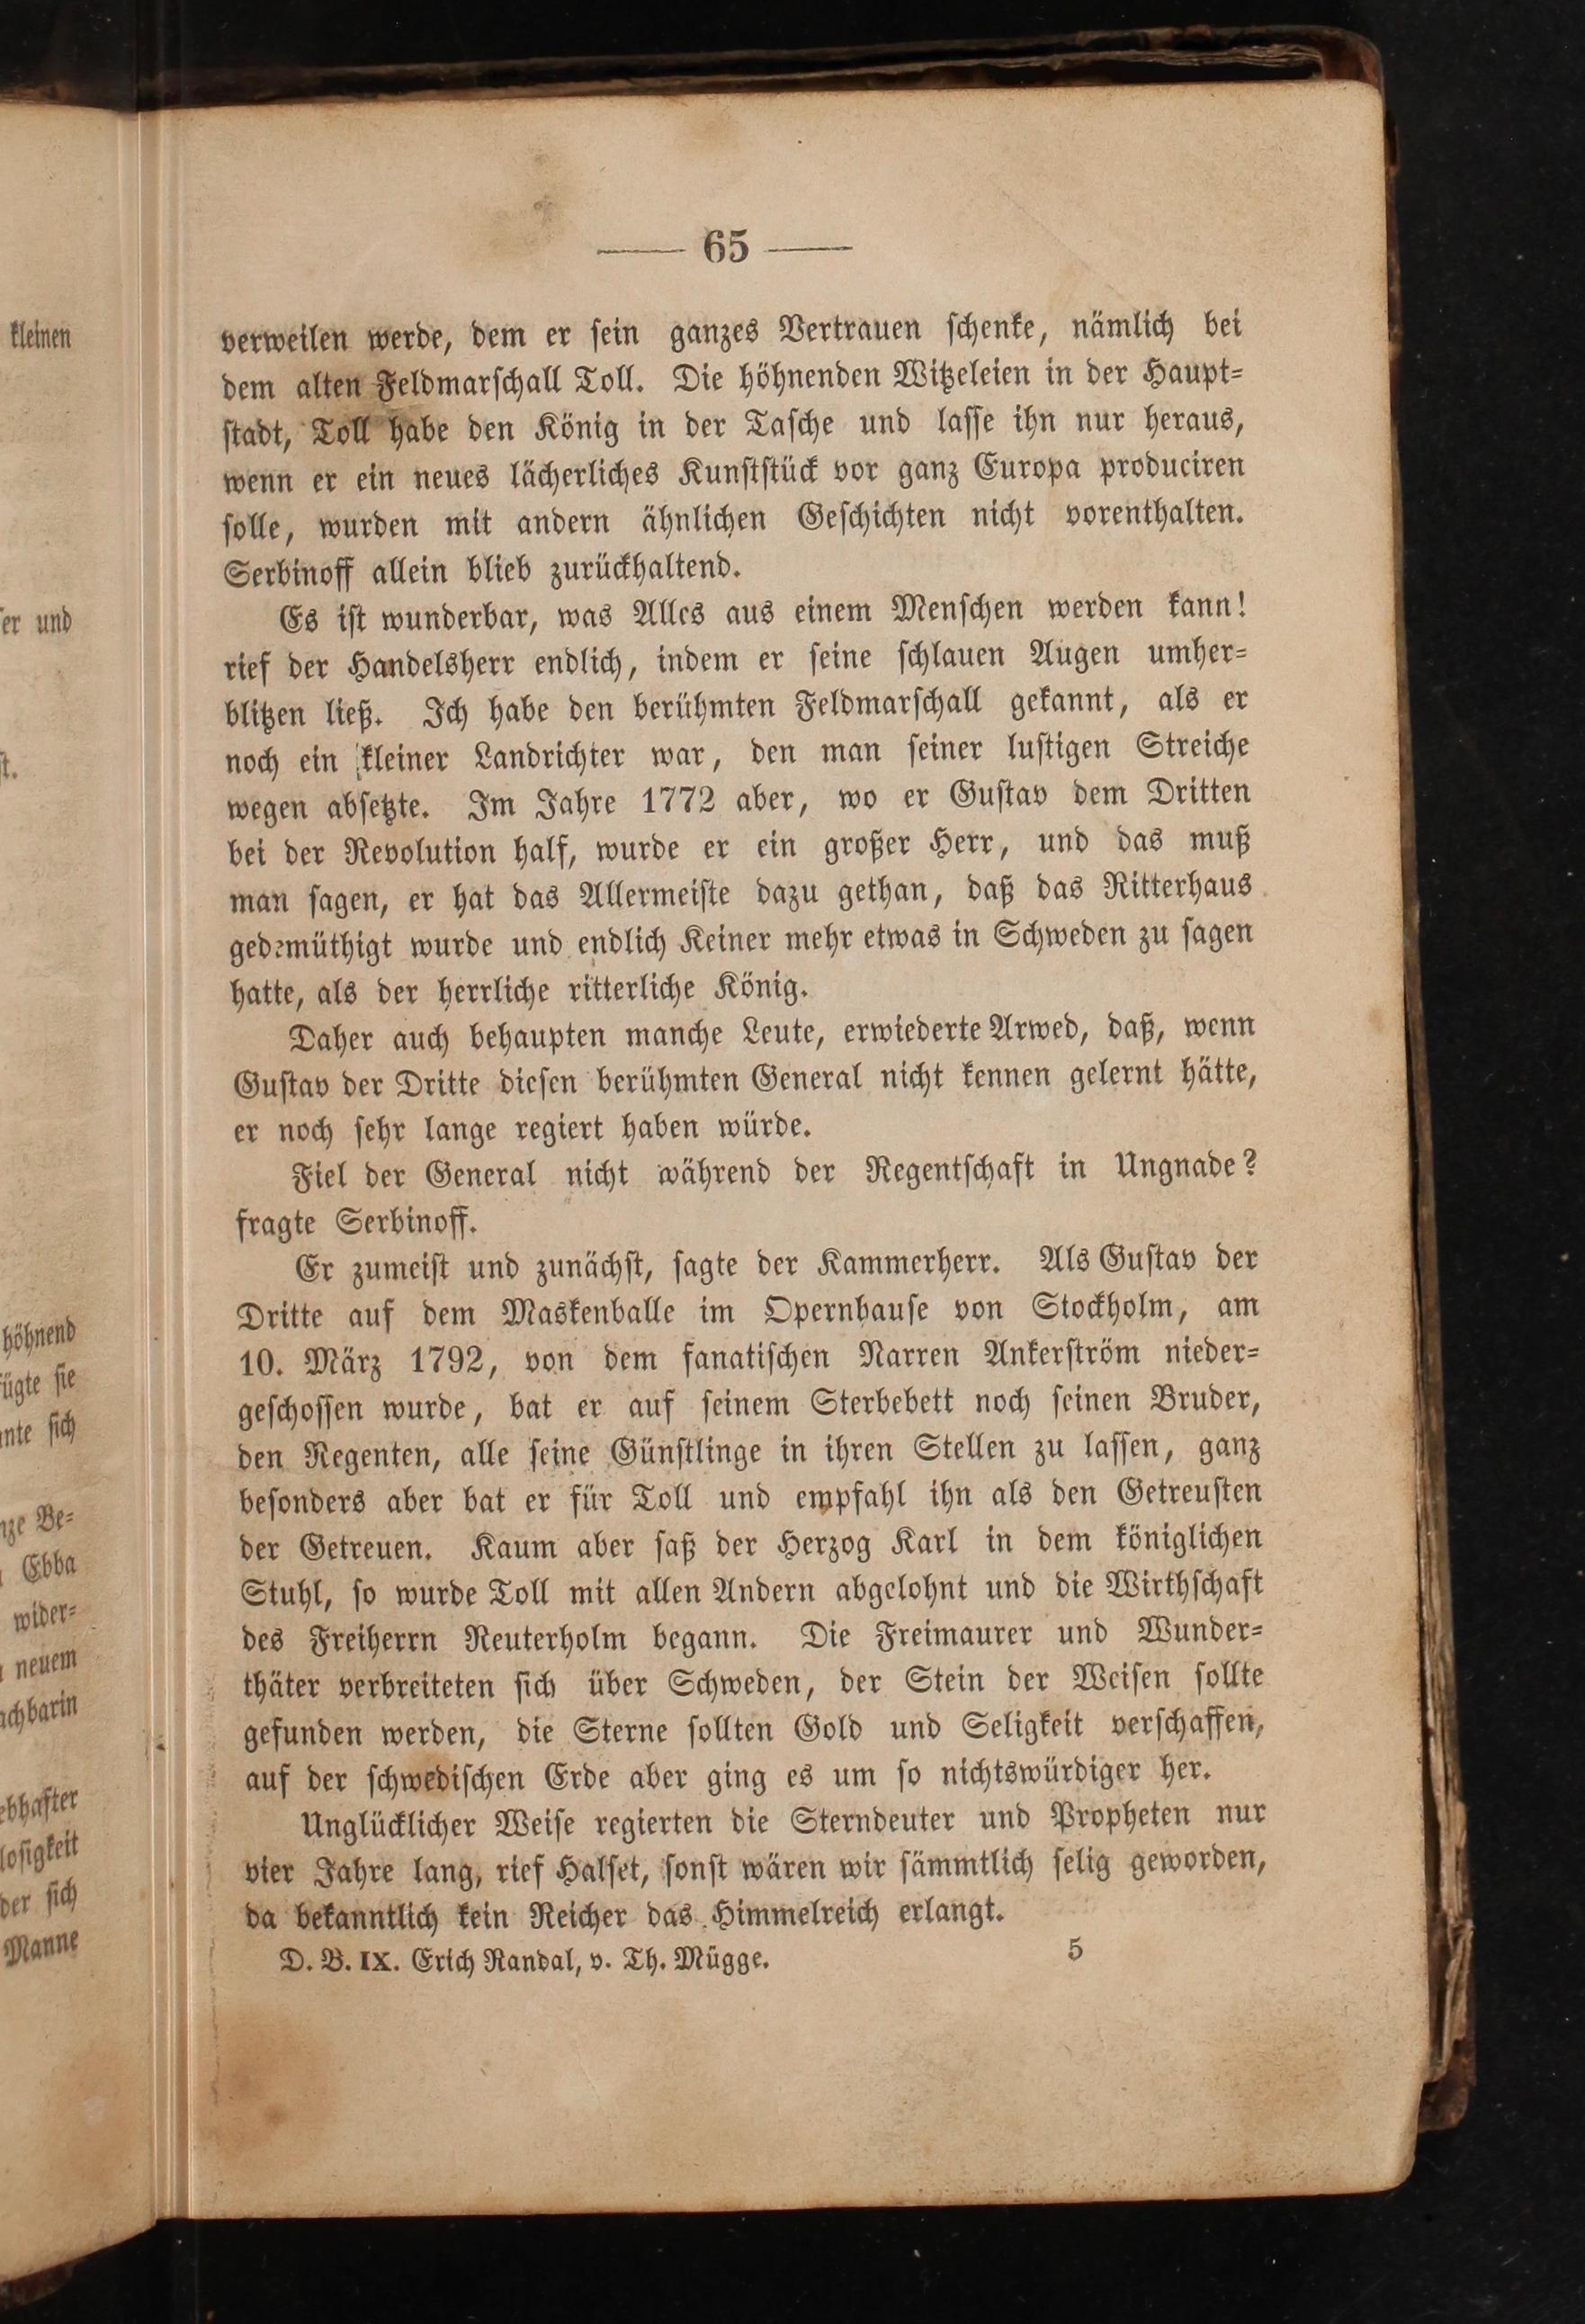 — 65 —
verweilen werde, dem er ſein ganzes Vertrauen ſchenke, nämlich bei
dem alten Feldmarſchall Toll. Die höhnenden Witzeleien in der Haupt⸗
ſtadt, Toll habe den König in der Taſche und laſſe ihn nur heraus,
wenn er ein neues lächerliches Kunſtſtück vor ganz Europa produciren
ſolle, wurden mit andern ähnlichen Geſchichten nicht vorenthalten.
Serbinoff allein blieb zurückhaltend.
Es iſt wunderbar, was Alles aus einem Menſchen werden kann!
rief der Handelsherr endlich, indem er ſeine ſchlauen Augen umher⸗
blitzen ließ. Ich habe den berühmten Feldmarſchall gekannt, als er
noch ein kleiner Landrichter war, den man ſeiner luſtigen Streiche
wegen abſetzte. Im Jahre 1772 aber, wo er Guſtav dem Dritten
bei der Revolution half, wurde er ein großer Herr, und das muß
man ſagen, er hat das Allermeiſte dazu gethan, daß das Ritterhaus
gedemüthigt wurde und endlich Keiner mehr etwas in Schweden zu ſagen
hatte, als der herrliche ritterliche König.
Daher auch behaupten manche Leute, erwiederte Arwed, daß, wenn
Guſtav der Dritte dieſen berühmten General nicht kennen gelernt hätte,
er noch ſehr lange regiert haben würde.
Fiel der General nicht während der Regentſchaft in Ungnade?
fragte Serbinoff.
Er zumeiſt und zunächſt, ſagte der Kammerherr. Als Guſtav der
Dritte auf dem Maskenballe im Opernhauſe von Stockholm, am
10. März 1792, von dem fanatiſchen Narren Ankerſtröm nieder⸗
geſchoſſen wurde, bat er auf ſeinem Sterbebett noch ſeinen Bruder,
den Regenten, alle ſeine Günſtlinge in ihren Stellen zu laſſen, ganz
beſonders aber bat er für Toll und empfahl ihn als den Getreuſten
der Getreuen. Kaum aber ſaß der Herzog Karl in dem königlichen
Stuhl, ſo wurde Toll mit allen Andern abgelohnt und die Wirthſchaft
des Freiherrn Reuterholm begann. Die Freimaurer und Wunder⸗
thäter verbreiteten ſich über Schweden, der Stein der Weiſen ſollte
gefunden werden, die Sterne ſollten Gold und Seligkeit verſchaffen,
auf der ſchwediſchen Erde aber ging es um ſo nichtswürdiger her.
Unglücklicher Weiſe regierten die Sterndeuter und Propheten nur
vier Jahre lang, rief Halſet, ſonſt wären wir ſämmtlich ſelig geworden,
da bekanntlich kein Reicher das Himmelreich erlangt.
D. B. IX. Erich Randal, v. Th. Mügge. 5